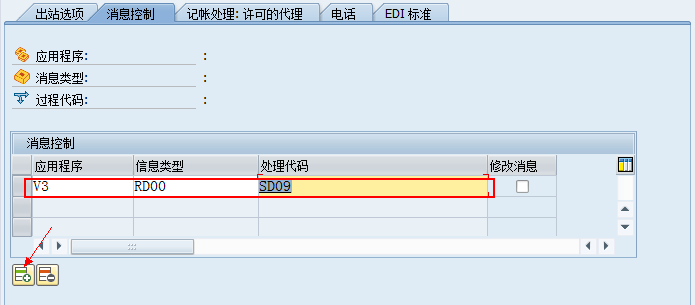 出站选项 消息控制 记帐处理: 许可的代理 电话 EDI 标准
应用程序: :
消息类型: :
过程代码: :
消息控制
应用程序 信息类型 处理代码 修改消息
V3 RD00 SD09